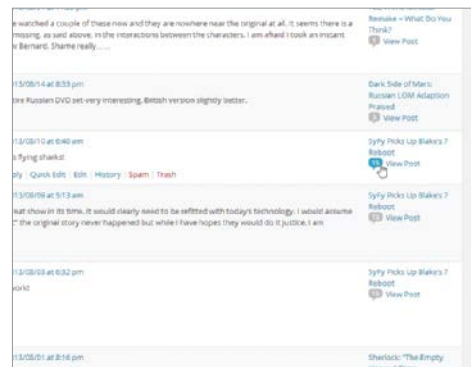 watched a couple of these now and they are nowhere near the original at all. It seems there is a
missing, as said above, in the interactions between the characters. I am afraid I took an instant
Bernard. Shame really......
Remake – What Do You
Think?
View Post
13/08/14 at 8:33 pm
tire Russian DVD set-very interesting. British version slightly better.
Dark Side of Mars:
Russian LOM Adaption
Praised
View Post
13/08/10 at 6:40 am
s flying sharks!
ply | Quick Edit | Edit | History | Spam | Trash
SyFy Picks Up Blake's 7
Reboot
15 View Post
13/08/09 at 5:13 am
eat show in its time. It would clearly need to be refitted with today's technology. I would assume
the original story never happened but while I have hopes they would do it justice. I am
SyFy Picks Up Blake's 7
Reboot
15 View Post
13/08/03 at 6:32 pm
work!
SyFy Picks Up Blake's 7
Reboot
15 View Post
13/08/01 at 8:16 pm
Sherlock: "The Empty